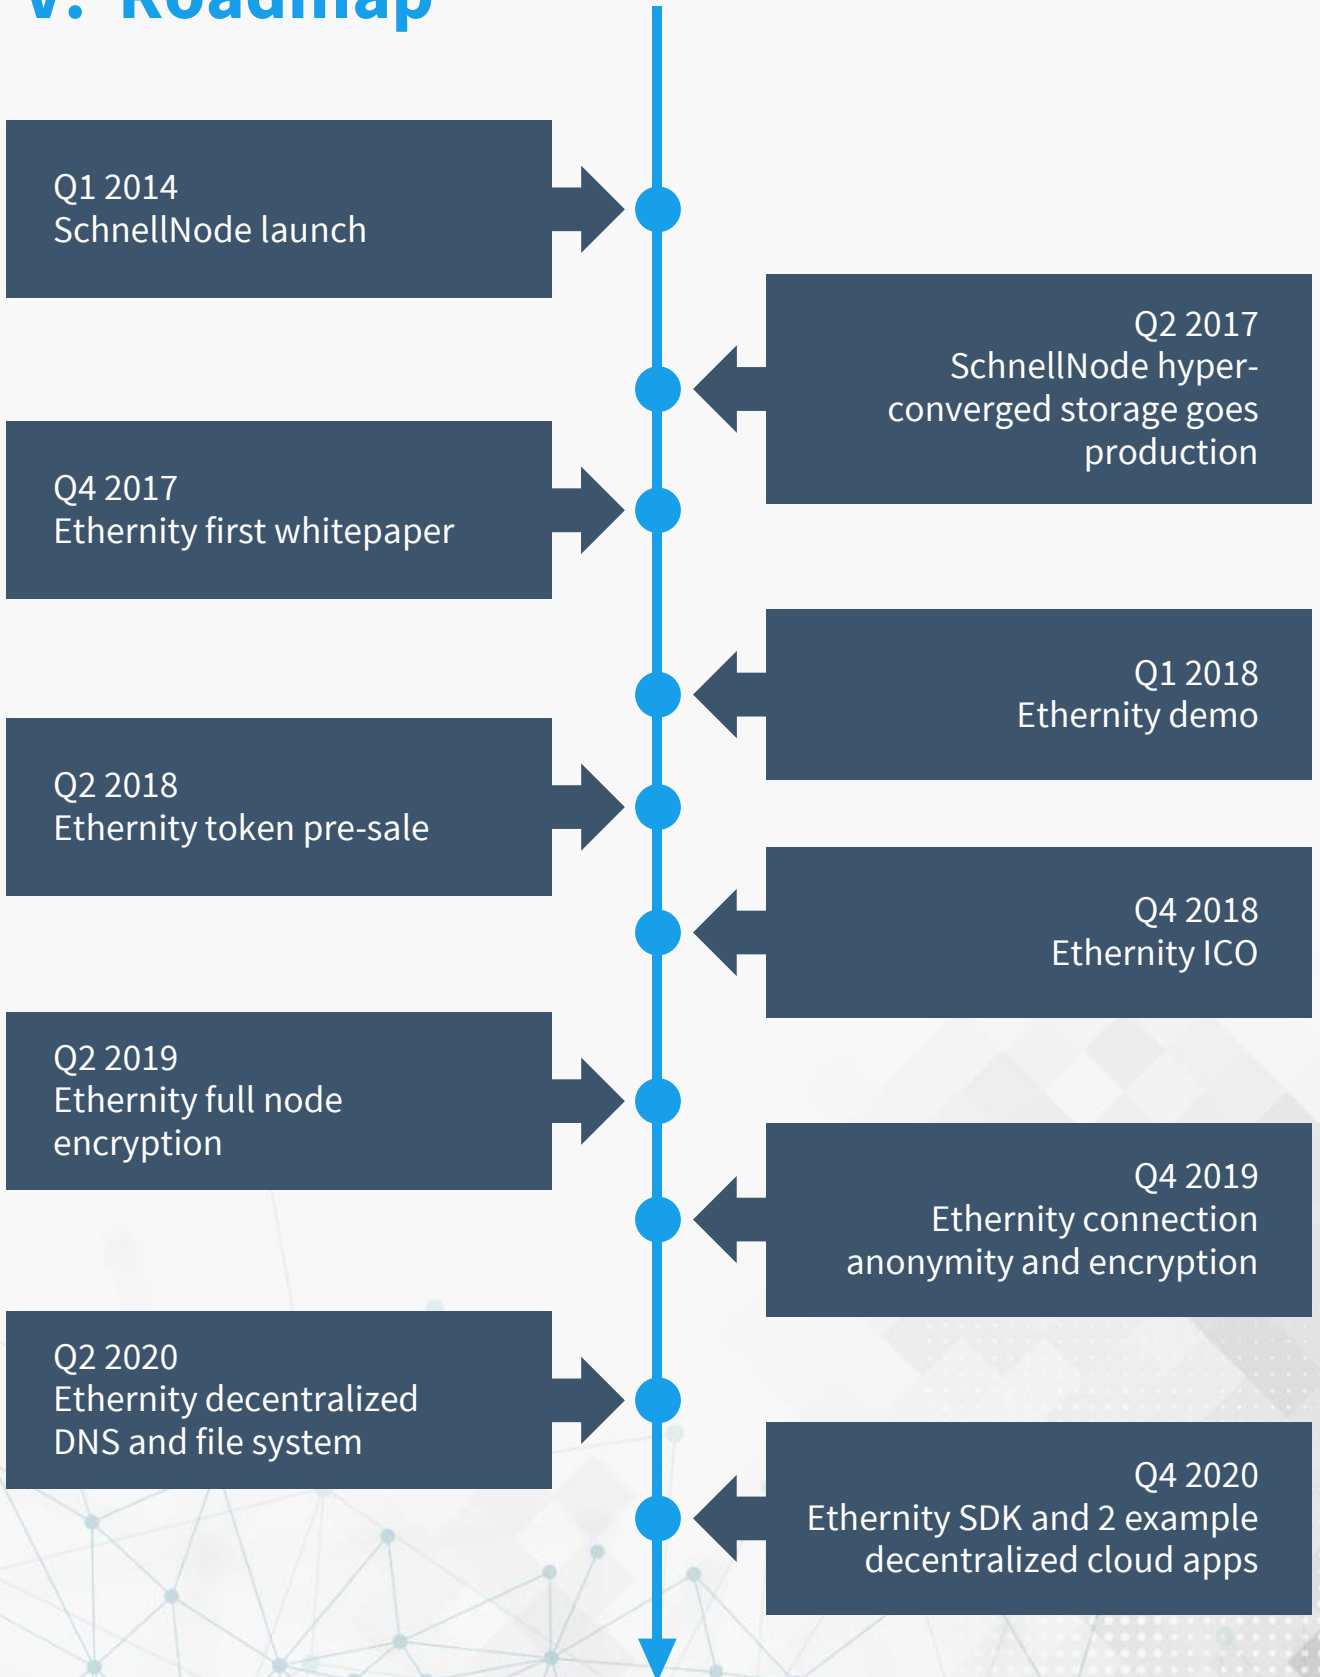 V. Roadmap
Q1 2014
SchnellNode launch
Q2 2017
SchnellNode hyper-
converged storage goes
production
Q4 2017
Ethernity first whitepaper
Q1 2018
Ethernity demo
Q2 2018
Ethernity token pre-sale
Q4 2018
Ethernity ICO
Q2 2019
Ethernity full node
encryption
Q4 2019
Ethernity connection
anonymity and encryption
Q2 2020
Ethernity decentralized
DNS and file system
Q4 2020
Ethernity SDK and 2 example
decentralized cloud apps